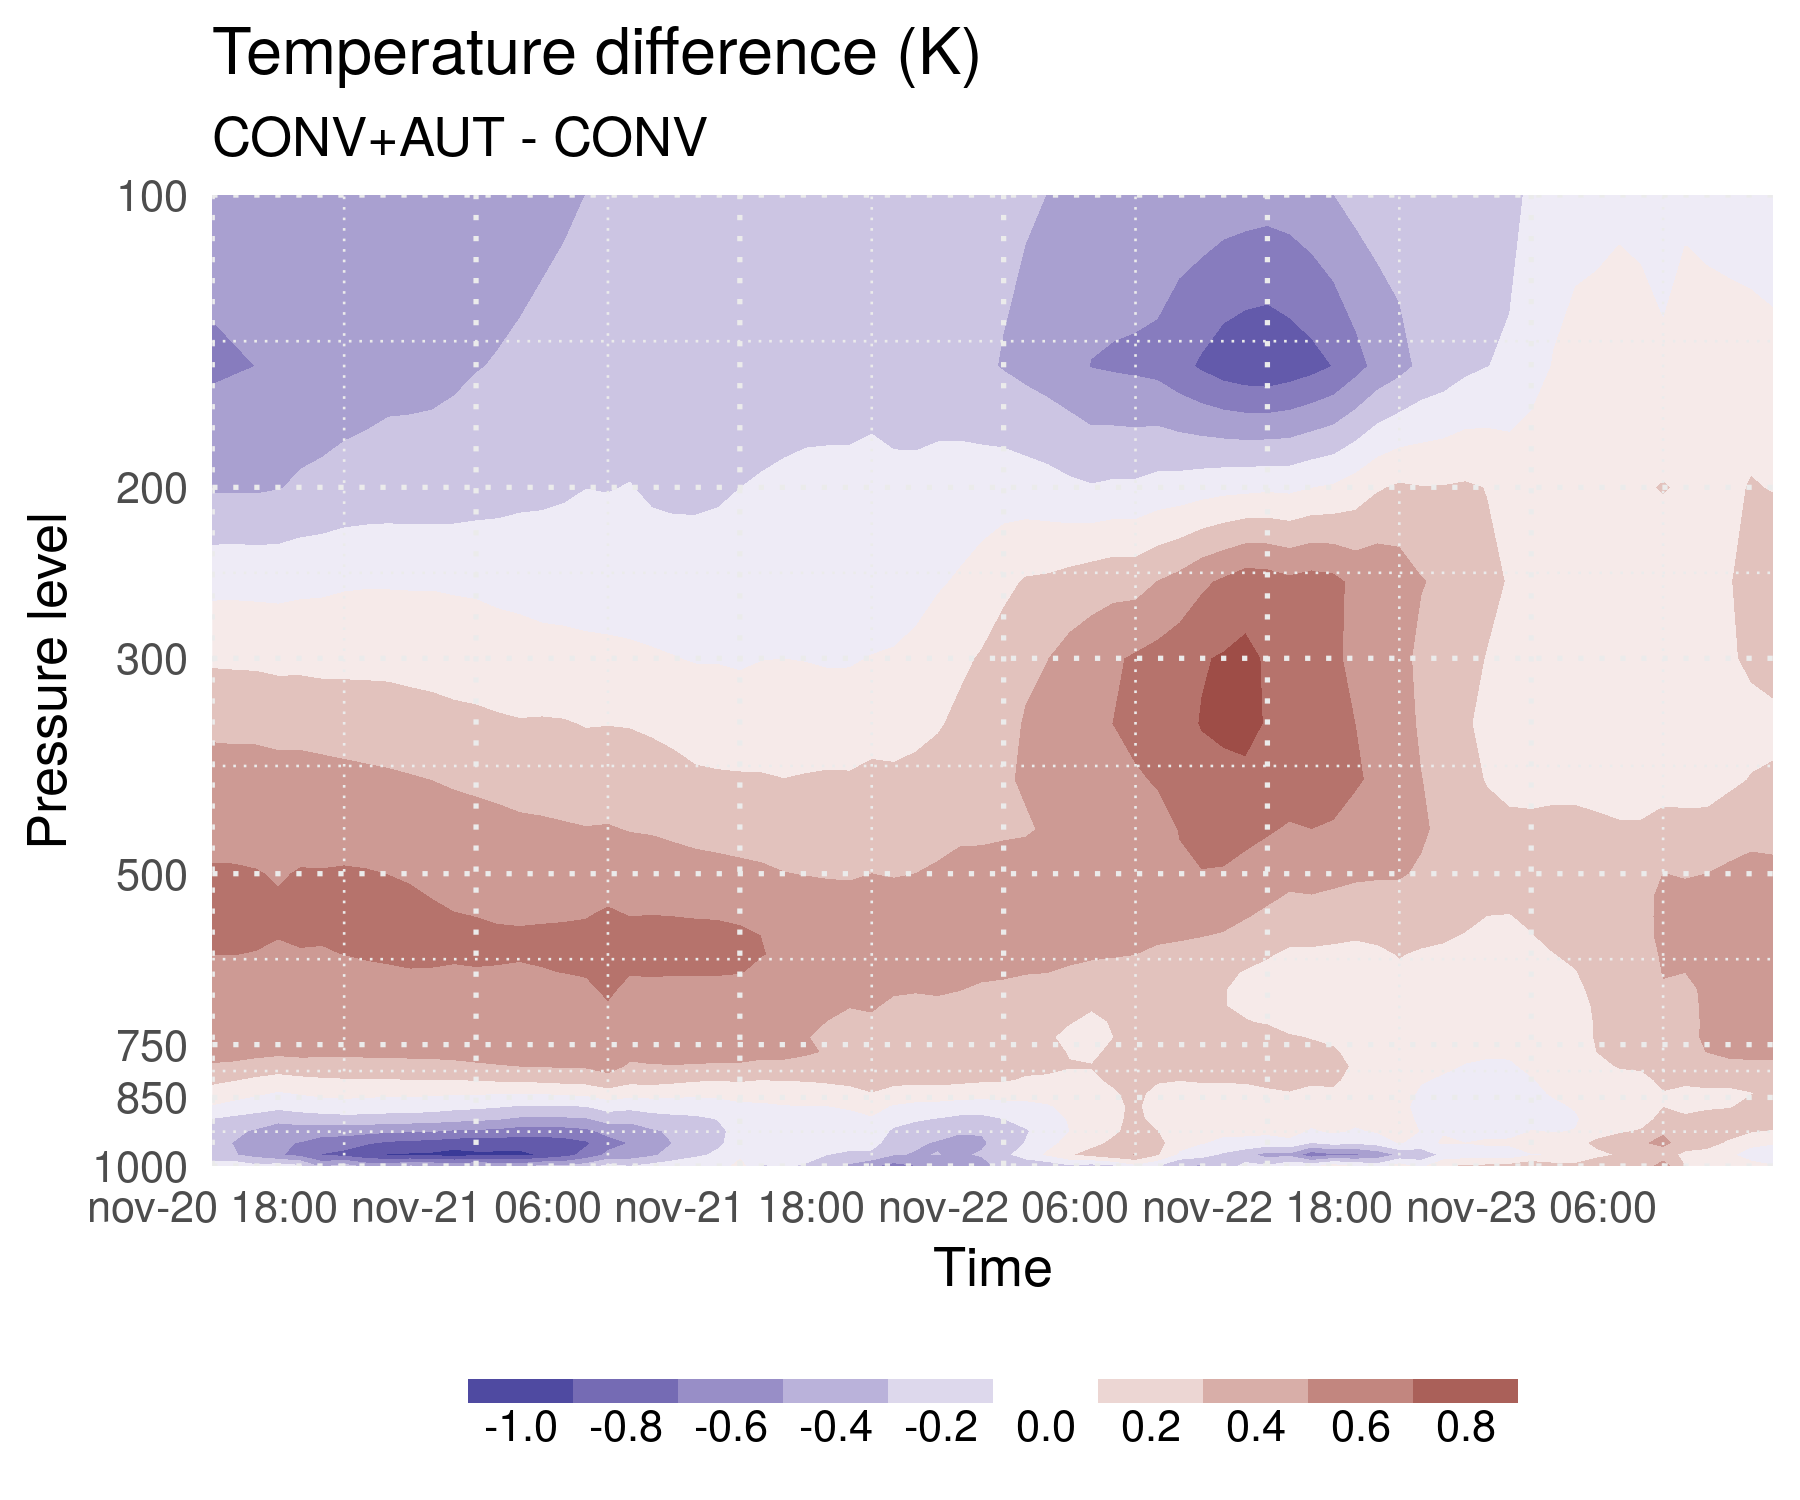 Temperature difference (K)
CONV+AUT - CONV
100
200
300
500
750
850
1000
Pressure level
nov-20 18:00 nov-21 06:00 nov-21 18:00 nov-22 06:00 nov-22 18:00 nov-23 06:00
Time
-1.0 -0.8 -0.6 -0.4 -0.2 0.0 0.2 0.4 0.6 0.8